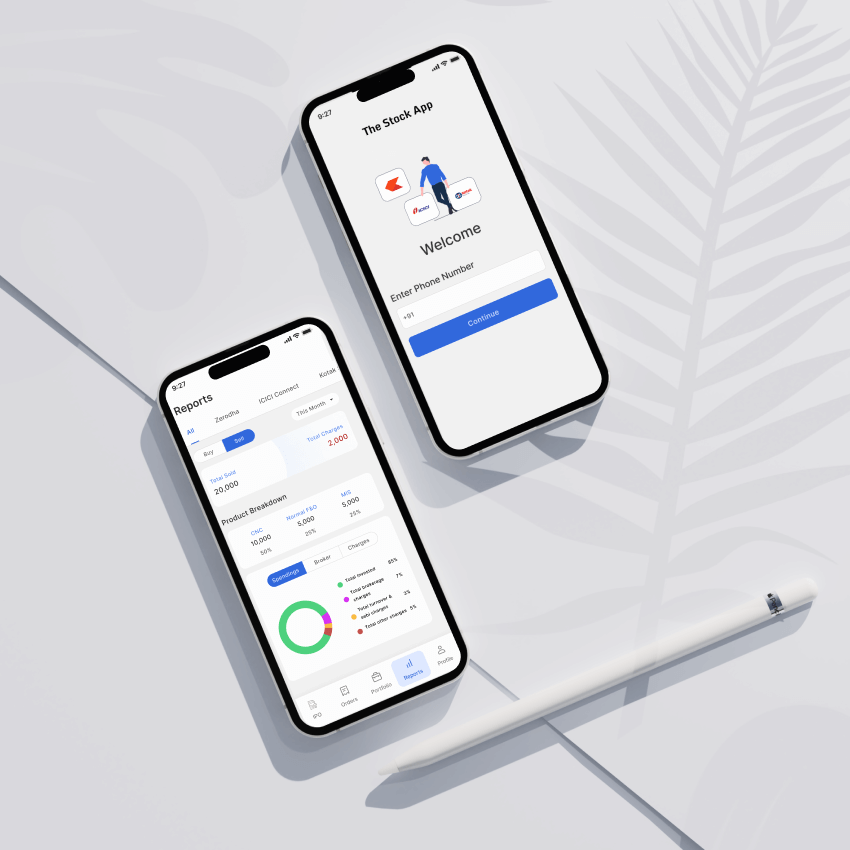 9:27
The Stock App
ICICI
Welcome
Enter Phone Number
+91
Continue
9:27
Reports
All Zerodha ICICI Connect Kotak
This Month
Buy Sell
Total Sold Total Charges
20,000 2,000
Product Breakdown
CNC Normal F&O MIS
10,000 5,000 5,000
50% 25% 25%
Spendings Broker Charges
Total Invested 85%
Total brokerage charges 7%
Total turnover & sebi charges 2%
Total other charges 5%
IPO Orders Portfolio Reports Profile